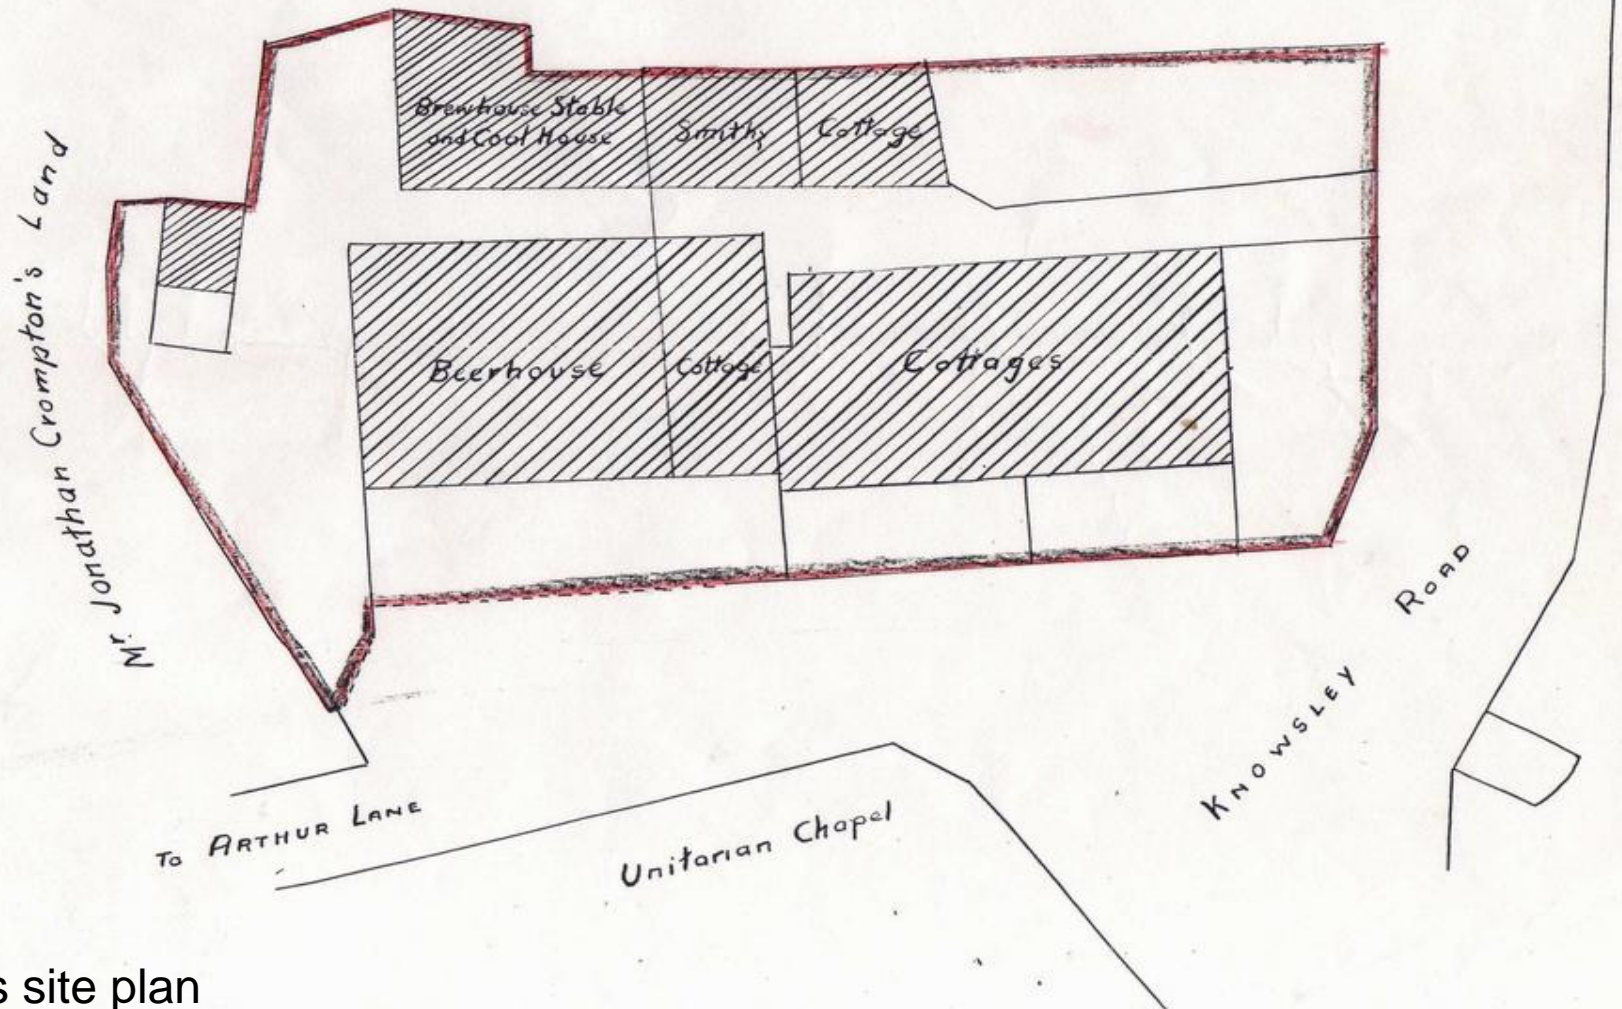 Brewhouse Stable
and Cool House
Smithy
Cottage
Mr. Jonathan Crompton's Land
Beerhouse
Cottage
Cottages
KNOWSLEY ROAD
To ARTHUR LANE
Unitarian Chapel
s site plan